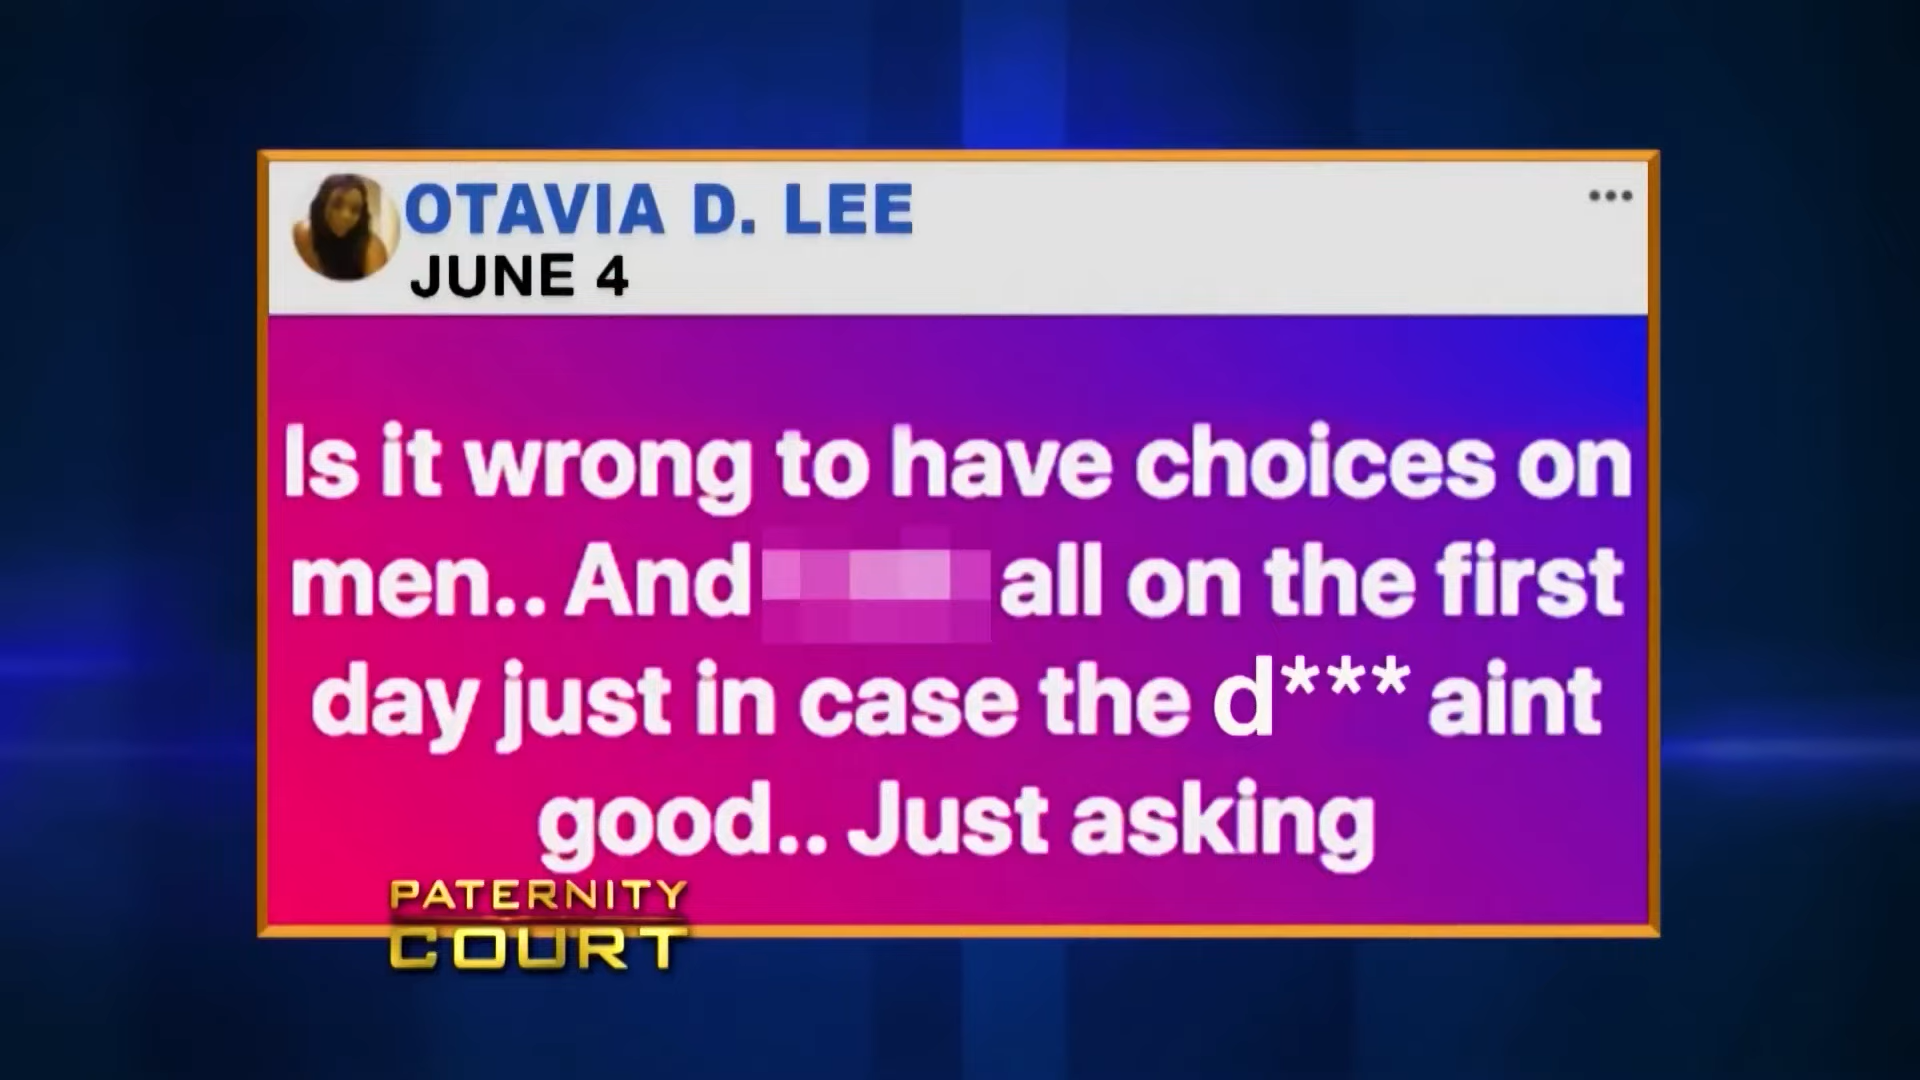 OTAVIA D. LEE
JUNE 4
Is it wrong to have choices on
men.. And all on the first
day just in case the d*** aint
good.. Just asking
PATERNITY
COURT